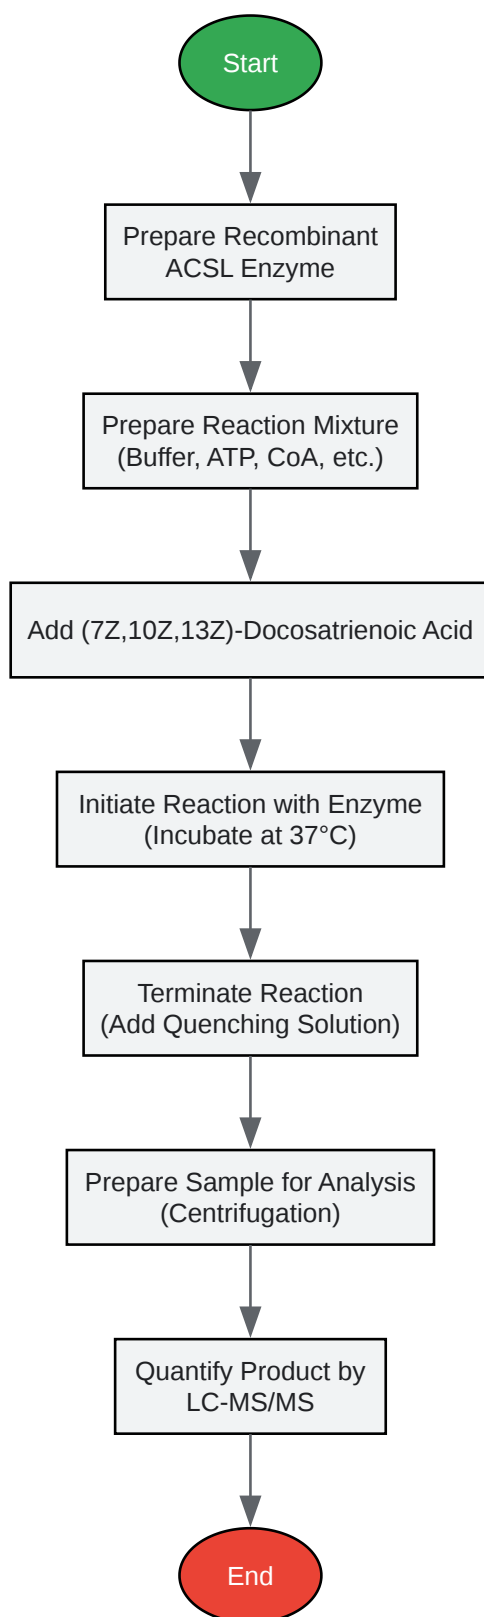 Start
Prepare Recombinant
ACSL Enzyme
Prepare Reaction Mixture
(Buffer, ATP, CoA, etc.)
Add (7Z,10Z,13Z)-Docosatrienoic Acid
Initiate Reaction with Enzyme
(Incubate at 37°C)
Terminate Reaction
(Add Quenching Solution)
Prepare Sample for Analysis
(Centrifugation)
Quantify Product by
LC-MS/MS
End